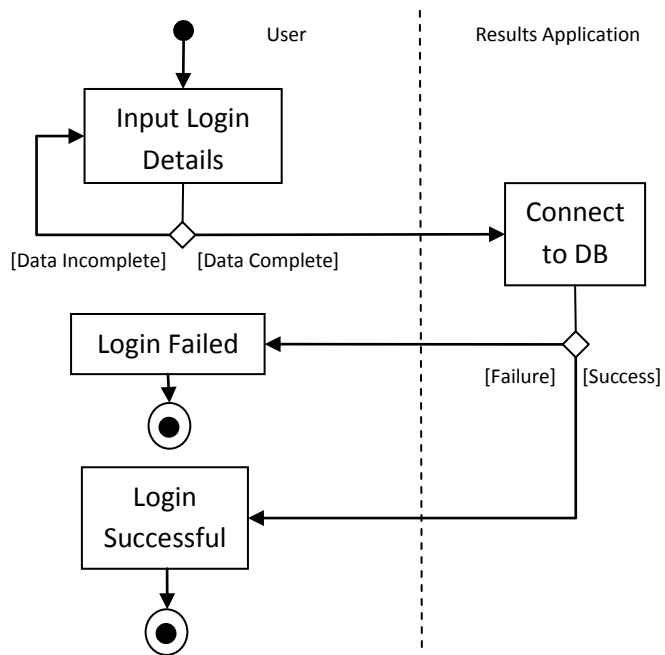 User
Results Application
Input Login
Details
Connect
to DB
[Data Incomplete]
[Data Complete]
Login Failed
[Failure]
[Success]
Login
Successful